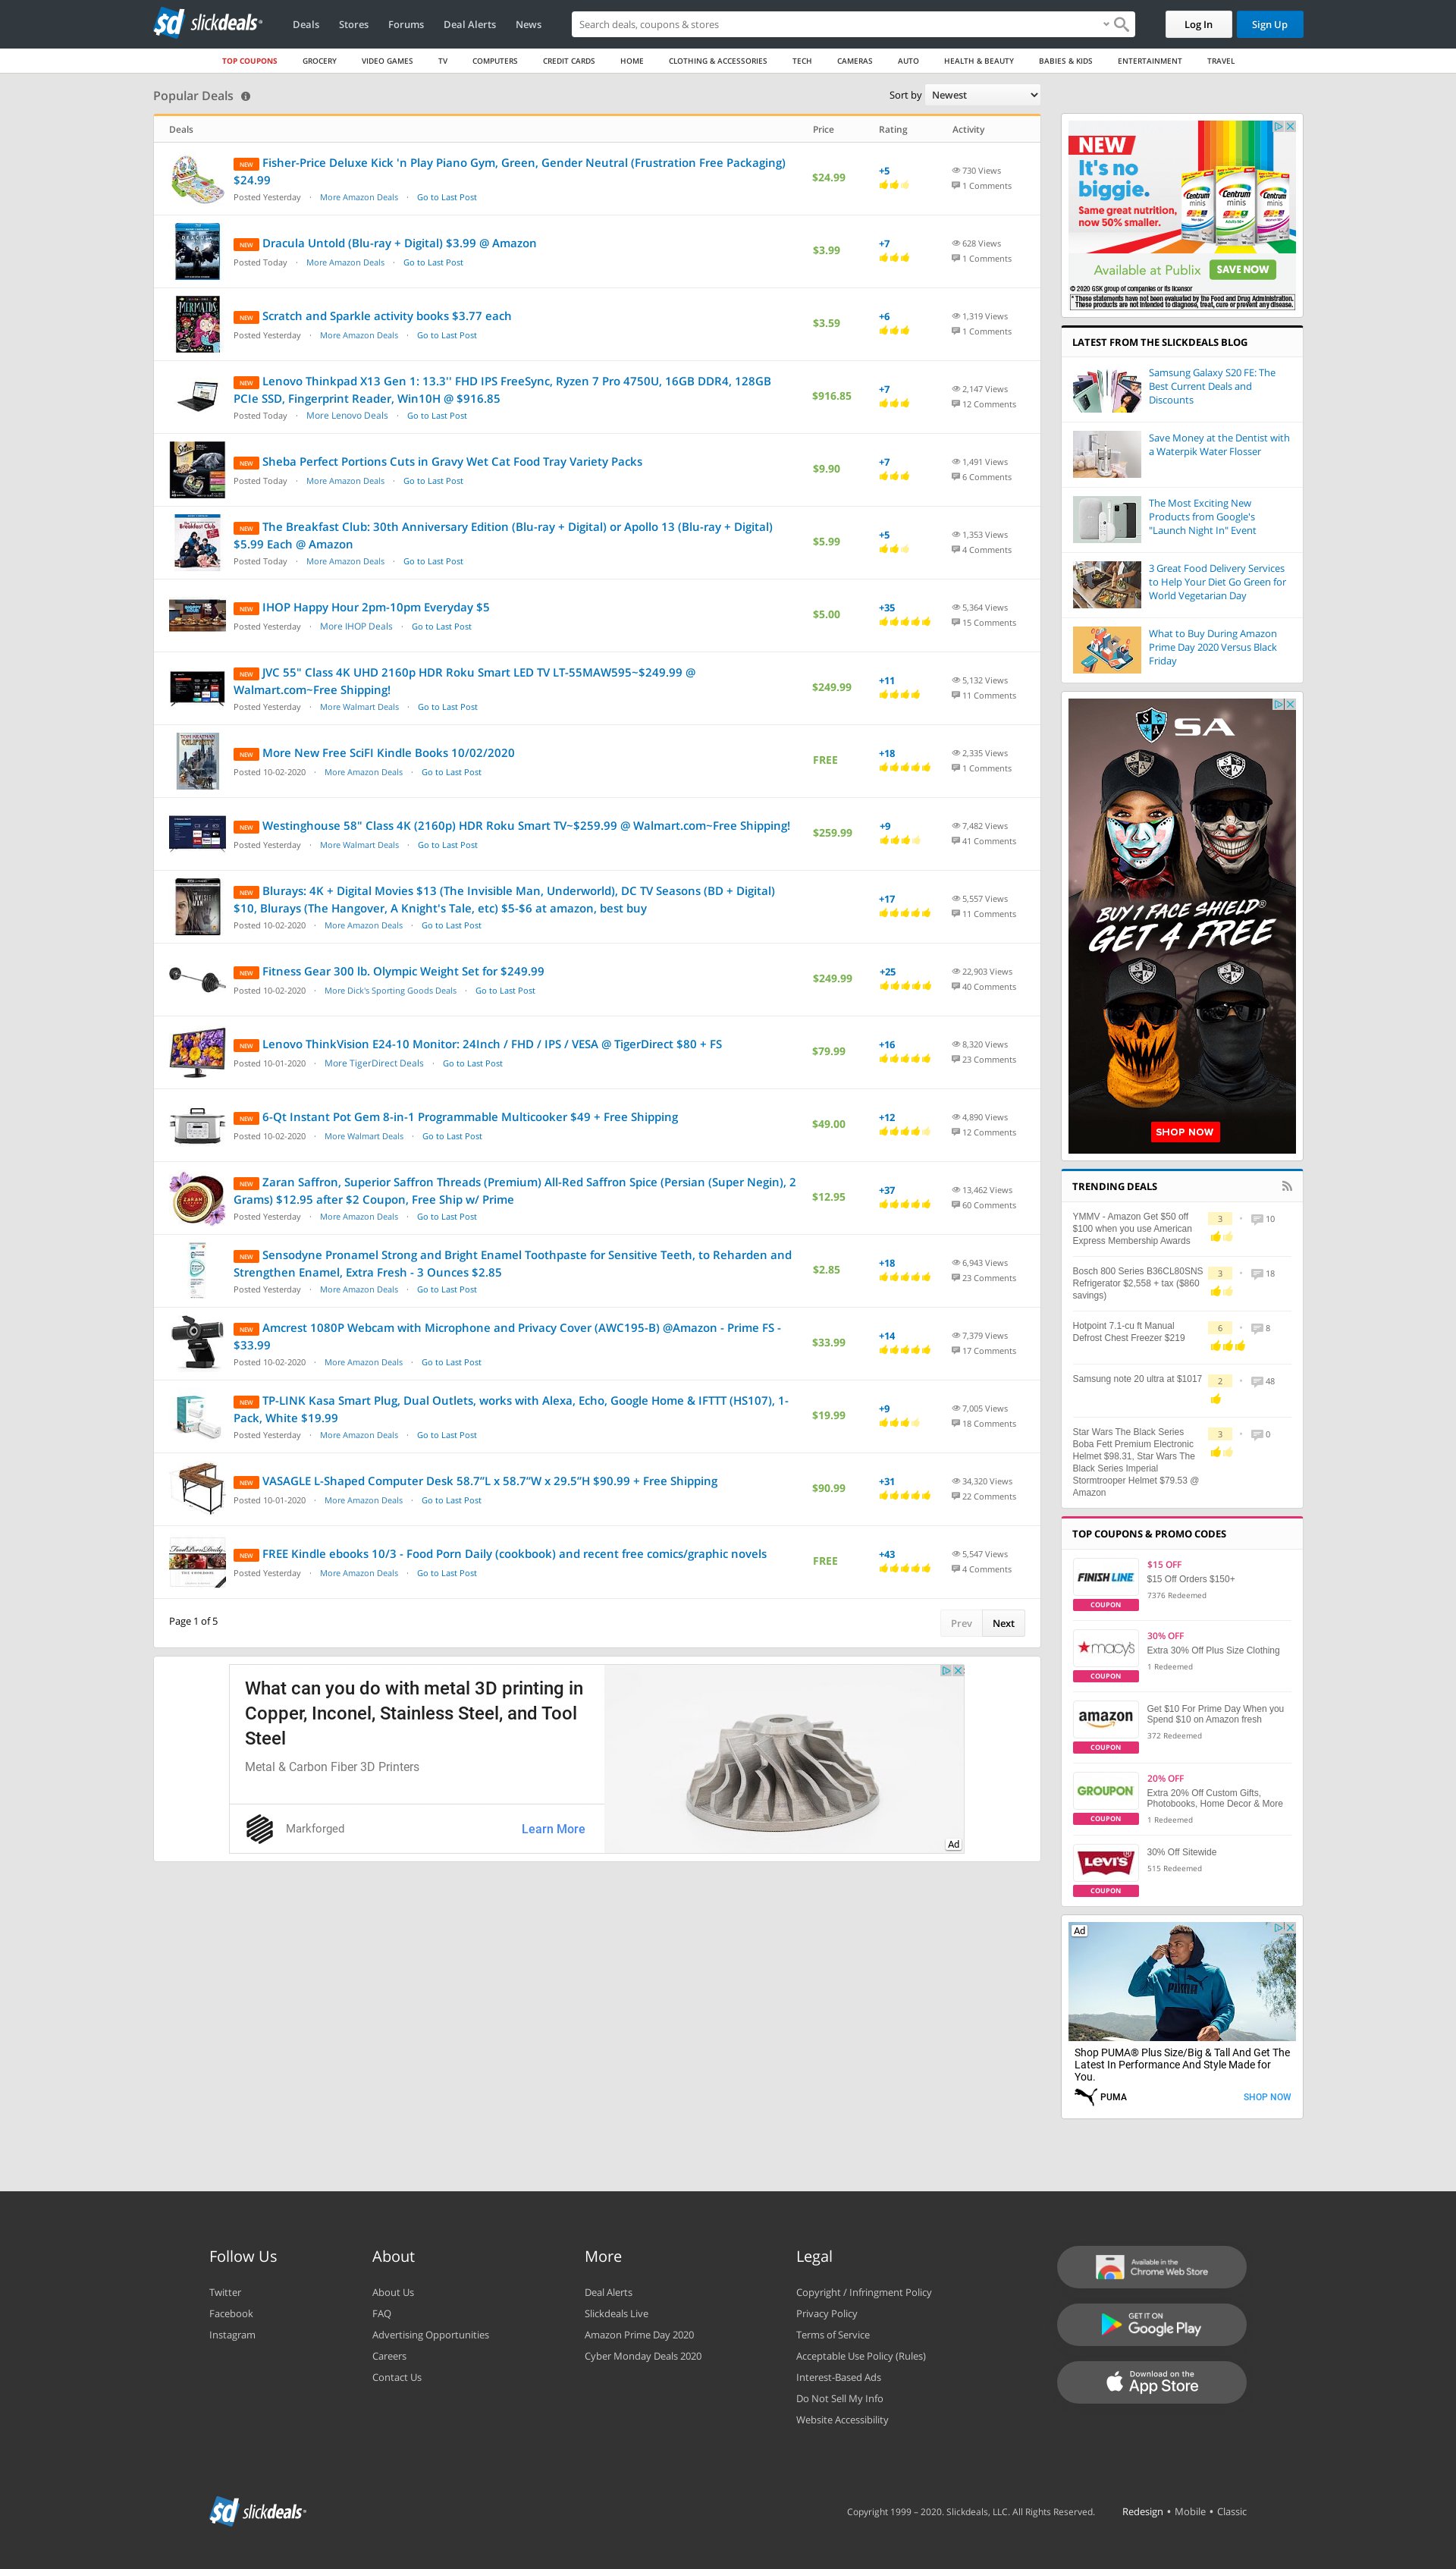 sd slickdeals
Deals
Stores
Forums
Deal Alerts
News
Search deals, coupons & stores
Log In
Sign Up
TOP COUPONS
GROCERY
VIDEO GAMES
TV
COMPUTERS
CREDIT CARDS
HOME
CLOTHING & ACCESSORIES
TECH
CAMERAS
AUTO
HEALTH & BEAUTY
BABIES & KIDS
ENTERTAINMENT
TRAVEL
Popular Deals
Sort by Newest
Deals
Price
Rating
Activity
NEW Fisher-Price Deluxe Kick 'n Play Piano Gym, Green, Gender Neutral (Frustration Free Packaging)
$24.99
Posted Yesterday · More Amazon Deals · Go to Last Post
$24.99
+5
730 Views
1 Comments
NEW Dracula Untold (Blu-ray + Digital) $3.99 @ Amazon
Posted Today · More Amazon Deals · Go to Last Post
$3.99
+7
628 Views
1 Comments
NEW Scratch and Sparkle activity books $3.77 each
Posted Yesterday · More Amazon Deals · Go to Last Post
$3.59
+6
1,319 Views
1 Comments
NEW Lenovo Thinkpad X13 Gen 1: 13.3'' FHD IPS FreeSync, Ryzen 7 Pro 4750U, 16GB DDR4, 128GB
PCIe SSD, Fingerprint Reader, Win10H @ $916.85
Posted Today · More Lenovo Deals · Go to Last Post
$916.85
+7
2,147 Views
12 Comments
NEW Sheba Perfect Portions Cuts in Gravy Wet Cat Food Tray Variety Packs
Posted Today · More Amazon Deals · Go to Last Post
$9.90
+7
1,491 Views
6 Comments
NEW The Breakfast Club: 30th Anniversary Edition (Blu-ray + Digital) or Apollo 13 (Blu-ray + Digital)
$5.99 Each @ Amazon
Posted Today · More Amazon Deals · Go to Last Post
$5.99
+5
1,353 Views
4 Comments
NEW IHOP Happy Hour 2pm-10pm Everyday $5
Posted Yesterday · More IHOP Deals · Go to Last Post
$5.00
+35
5,364 Views
15 Comments
NEW JVC 55" Class 4K UHD 2160p HDR Roku Smart LED TV LT-55MAW595~$249.99 @
Walmart.com~Free Shipping!
Posted Yesterday · More Walmart Deals · Go to Last Post
$249.99
+11
5,132 Views
11 Comments
NEW More New Free SciFI Kindle Books 10/02/2020
Posted 10-02-2020 · More Amazon Deals · Go to Last Post
FREE
+18
2,335 Views
1 Comments
NEW Westinghouse 58" Class 4K (2160p) HDR Roku Smart TV~$259.99 @ Walmart.com~Free Shipping!
Posted Yesterday · More Walmart Deals · Go to Last Post
$259.99
+9
7,482 Views
41 Comments
NEW Blurays: 4K + Digital Movies $13 (The Invisible Man, Underworld), DC TV Seasons (BD + Digital)
$10, Blurays (The Hangover, A Knight's Tale, etc) $5-$6 at amazon, best buy
Posted 10-02-2020 · More Amazon Deals · Go to Last Post
+17
5,557 Views
11 Comments
NEW Fitness Gear 300 lb. Olympic Weight Set for $249.99
Posted 10-02-2020 · More Dick's Sporting Goods Deals · Go to Last Post
$249.99
+25
22,903 Views
40 Comments
NEW Lenovo ThinkVision E24-10 Monitor: 24Inch / FHD / IPS / VESA @ TigerDirect $80 + FS
Posted 10-01-2020 · More TigerDirect Deals · Go to Last Post
$79.99
+16
8,320 Views
23 Comments
NEW 6-Qt Instant Pot Gem 8-in-1 Programmable Multicooker $49 + Free Shipping
Posted 10-02-2020 · More Walmart Deals · Go to Last Post
$49.00
+12
4,890 Views
12 Comments
NEW Zaran Saffron, Superior Saffron Threads (Premium) All-Red Saffron Spice (Persian (Super Negin), 2
Grams) $12.95 after $2 Coupon, Free Ship w/ Prime
Posted Yesterday · More Amazon Deals · Go to Last Post
$12.95
+37
13,462 Views
60 Comments
NEW Sensodyne Pronamel Strong and Bright Enamel Toothpaste for Sensitive Teeth, to Reharden and
Strengthen Enamel, Extra Fresh - 3 Ounces $2.85
Posted Yesterday · More Amazon Deals · Go to Last Post
$2.85
+18
6,943 Views
23 Comments
NEW Amcrest 1080P Webcam with Microphone and Privacy Cover (AWC195-B) @Amazon - Prime FS -
$33.99
Posted 10-02-2020 · More Amazon Deals · Go to Last Post
$33.99
+14
7,379 Views
17 Comments
NEW TP-LINK Kasa Smart Plug, Dual Outlets, works with Alexa, Echo, Google Home & IFTTT (HS107), 1-
Pack, White $19.99
Posted Yesterday · More Amazon Deals · Go to Last Post
$19.99
+9
7,005 Views
18 Comments
NEW VASAGLE L-Shaped Computer Desk 58.7”L x 58.7”W x 29.5”H $90.99 + Free Shipping
Posted 10-01-2020 · More Amazon Deals · Go to Last Post
$90.99
+31
34,320 Views
22 Comments
NEW FREE Kindle ebooks 10/3 - Food Porn Daily (cookbook) and recent free comics/graphic novels
Posted Yesterday · More Amazon Deals · Go to Last Post
FREE
+43
5,547 Views
4 Comments
Page 1 of 5
Prev
Next
What can you do with metal 3D printing in
Copper, Inconel, Stainless Steel, and Tool
Steel
Metal & Carbon Fiber 3D Printers
Markforged
Learn More
Ad
NEW
It's no
biggie.
Same great nutrition,
now 50% smaller.
Centrum
minis
Centrum
minis
Centrum
minis
Available at Publix
SAVE NOW
© 2020 GSK group of companies or its licensor
* These statements have not been evaluated by the Food and Drug Administration.
These products are not intended to diagnose, treat, cure or prevent any disease.
LATEST FROM THE SLICKDEALS BLOG
Samsung Galaxy S20 FE: The
Best Current Deals and
Discounts
Save Money at the Dentist with
a Waterpik Water Flosser
The Most Exciting New
Products from Google's
"Launch Night In" Event
3 Great Food Delivery Services
to Help Your Diet Go Green for
World Vegetarian Day
What to Buy During Amazon
Prime Day 2020 Versus Black
Friday
SA
BUY 1 FACE SHIELD®
GET 4 FREE
SHOP NOW
TRENDING DEALS
YMMV - Amazon Get $50 off
$100 when you use American
Express Membership Awards
3 • 10
Bosch 800 Series B36CL80SNS
Refrigerator $2,558 + tax ($860
savings)
3 • 18
Hotpoint 7.1-cu ft Manual
Defrost Chest Freezer $219
6 • 8
Samsung note 20 ultra at $1017
2 • 48
Star Wars The Black Series
Boba Fett Premium Electronic
Helmet $98.31, Star Wars The
Black Series Imperial
Stormtrooper Helmet $79.53 @
Amazon
3 • 0
TOP COUPONS & PROMO CODES
FINISH LINE
COUPON
$15 OFF
$15 Off Orders $150+
7376 Redeemed
macy's
COUPON
30% OFF
Extra 30% Off Plus Size Clothing
1 Redeemed
amazon
COUPON
Get $10 For Prime Day When you
Spend $10 on Amazon fresh
372 Redeemed
GROUPON
COUPON
20% OFF
Extra 20% Off Custom Gifts,
Photobooks, Home Decor & More
1 Redeemed
LEVI'S
COUPON
30% Off Sitewide
515 Redeemed
Ad
PUMA
Shop PUMA® Plus Size/Big & Tall And Get The
Latest In Performance And Style Made for
You.
PUMA
SHOP NOW
Follow Us
Twitter
Facebook
Instagram
About
About Us
FAQ
Advertising Opportunities
Careers
Contact Us
More
Deal Alerts
Slickdeals Live
Amazon Prime Day 2020
Cyber Monday Deals 2020
Legal
Copyright / Infringment Policy
Privacy Policy
Terms of Service
Acceptable Use Policy (Rules)
Interest-Based Ads
Do Not Sell My Info
Website Accessibility
Available in the
Chrome Web Store
GET IT ON
Google Play
Download on the
App Store
sd slickdeals
Copyright 1999 – 2020. Slickdeals, LLC. All Rights Reserved.
Redesign • Mobile • Classic